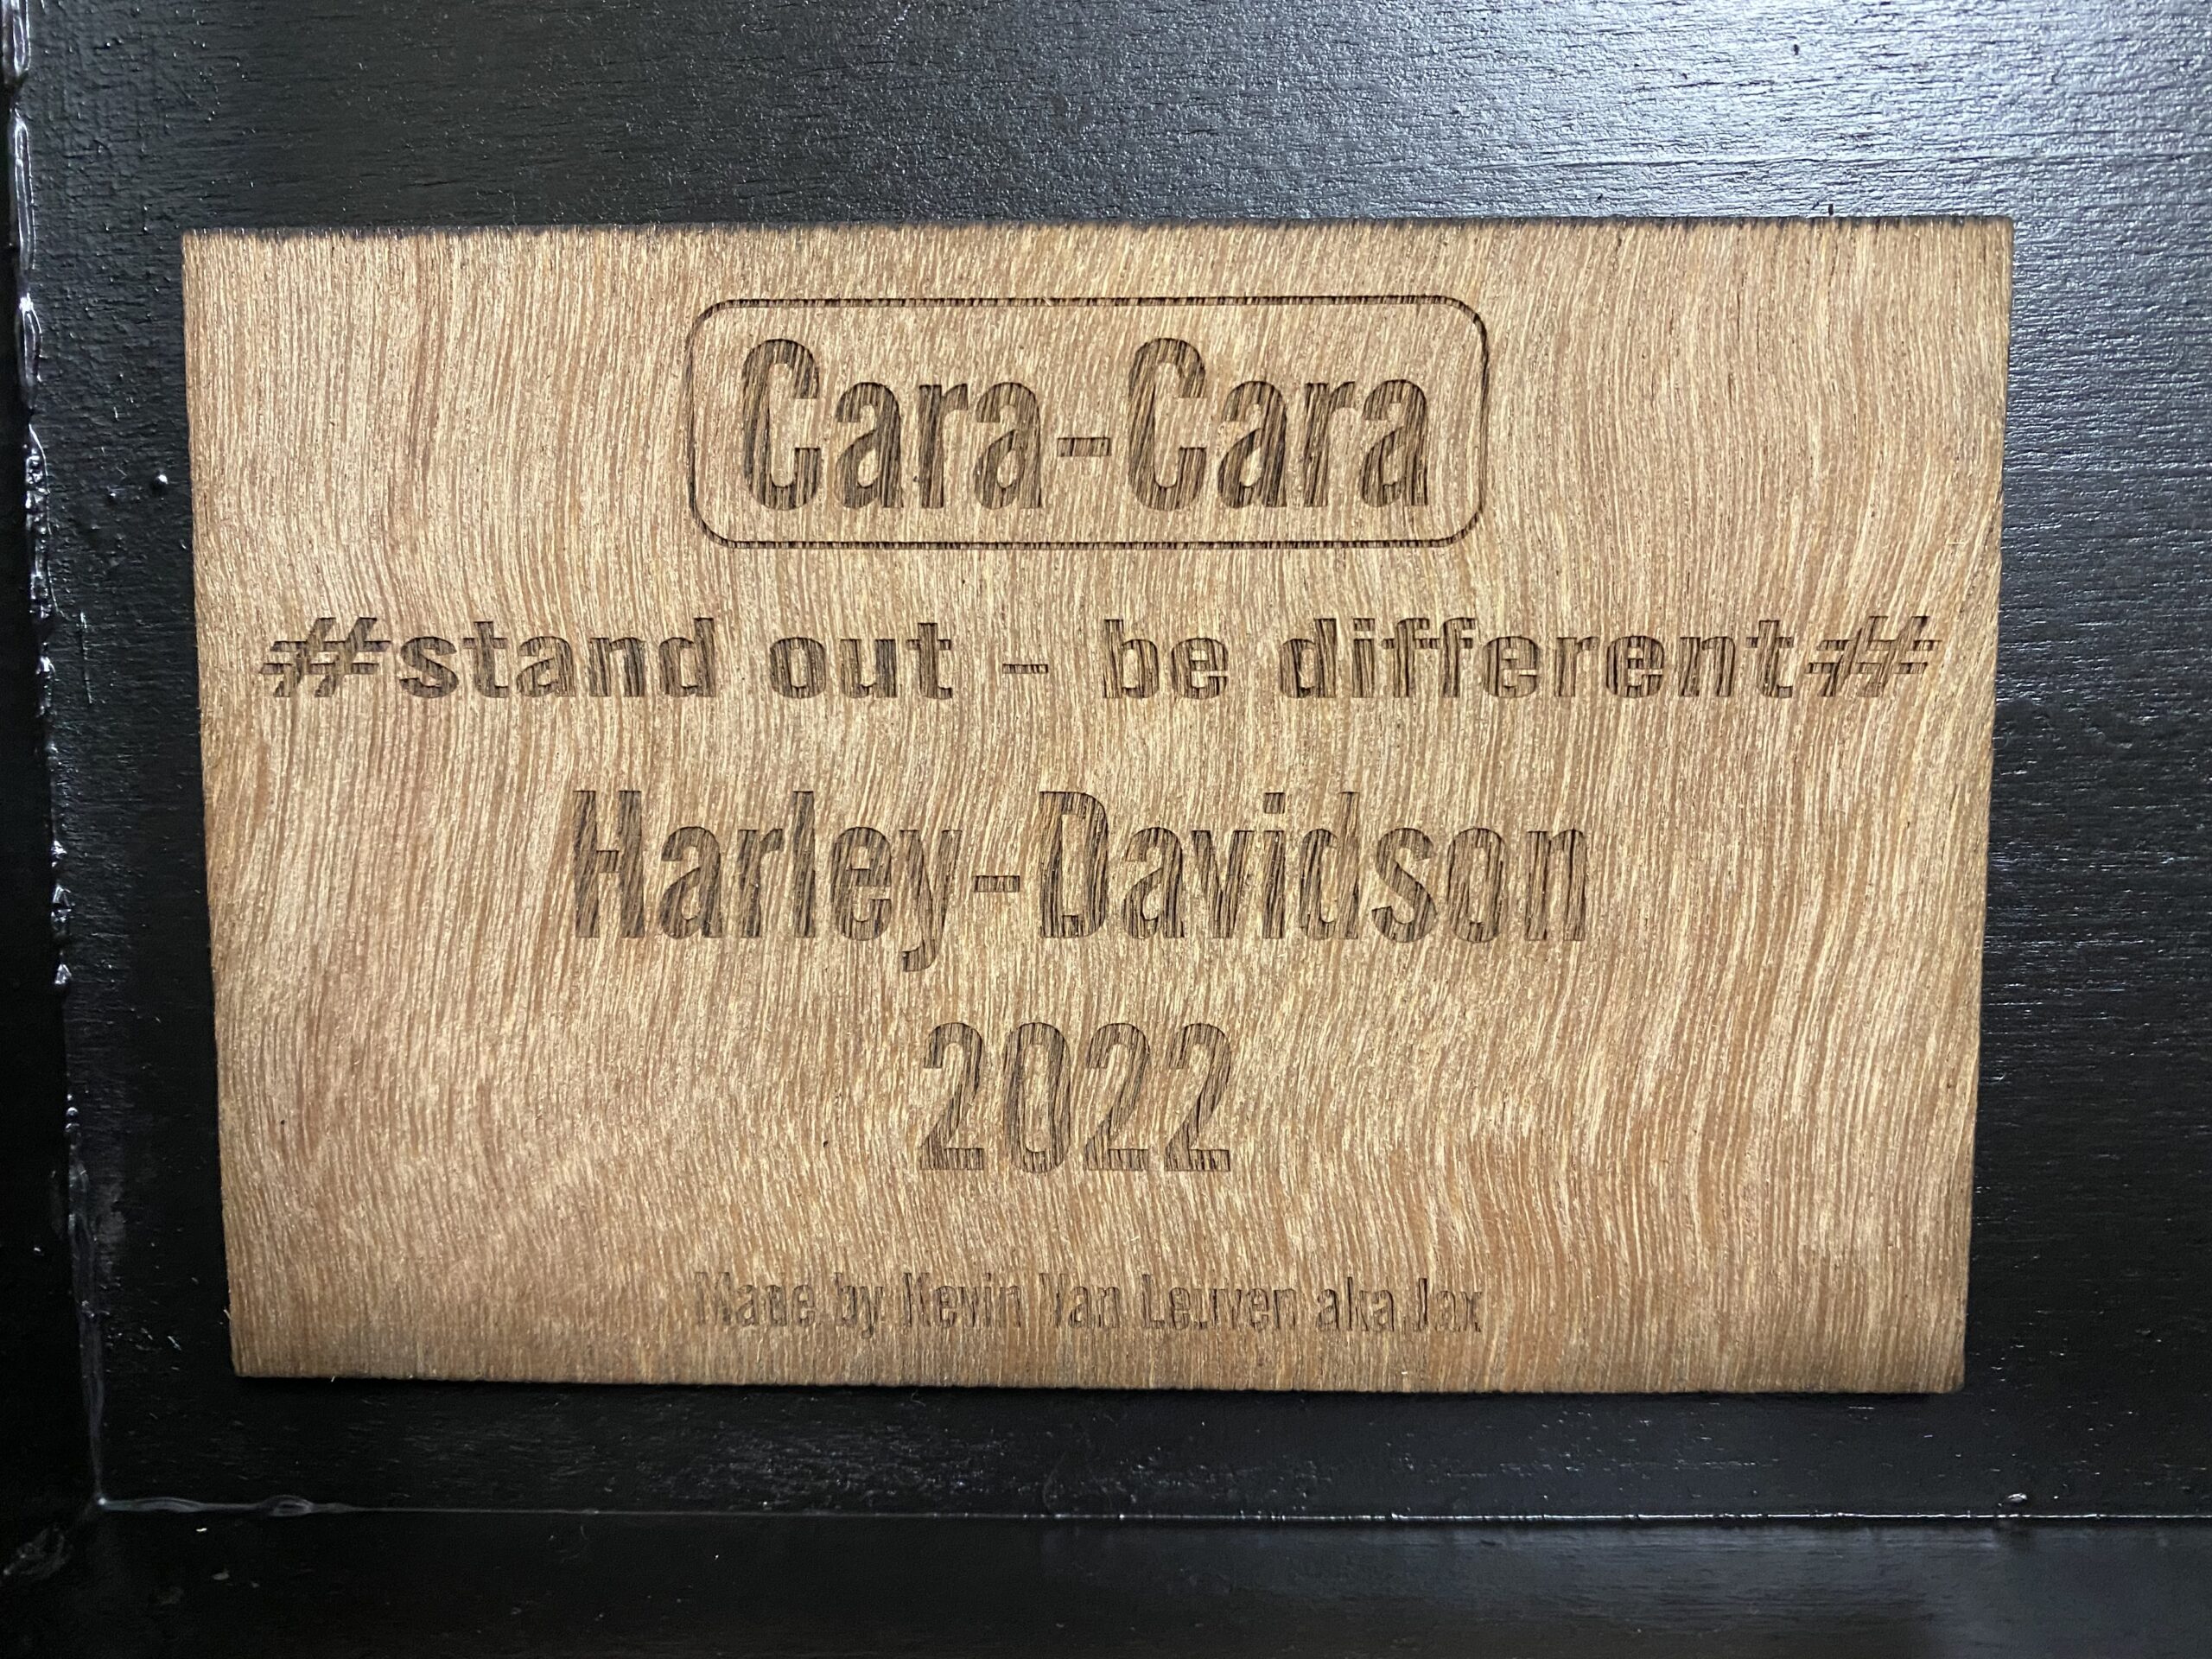 Cara-Cara
#stand out - be different#
Harley-Davidson
2022
Made by Kevin Van Leuven aka Jax